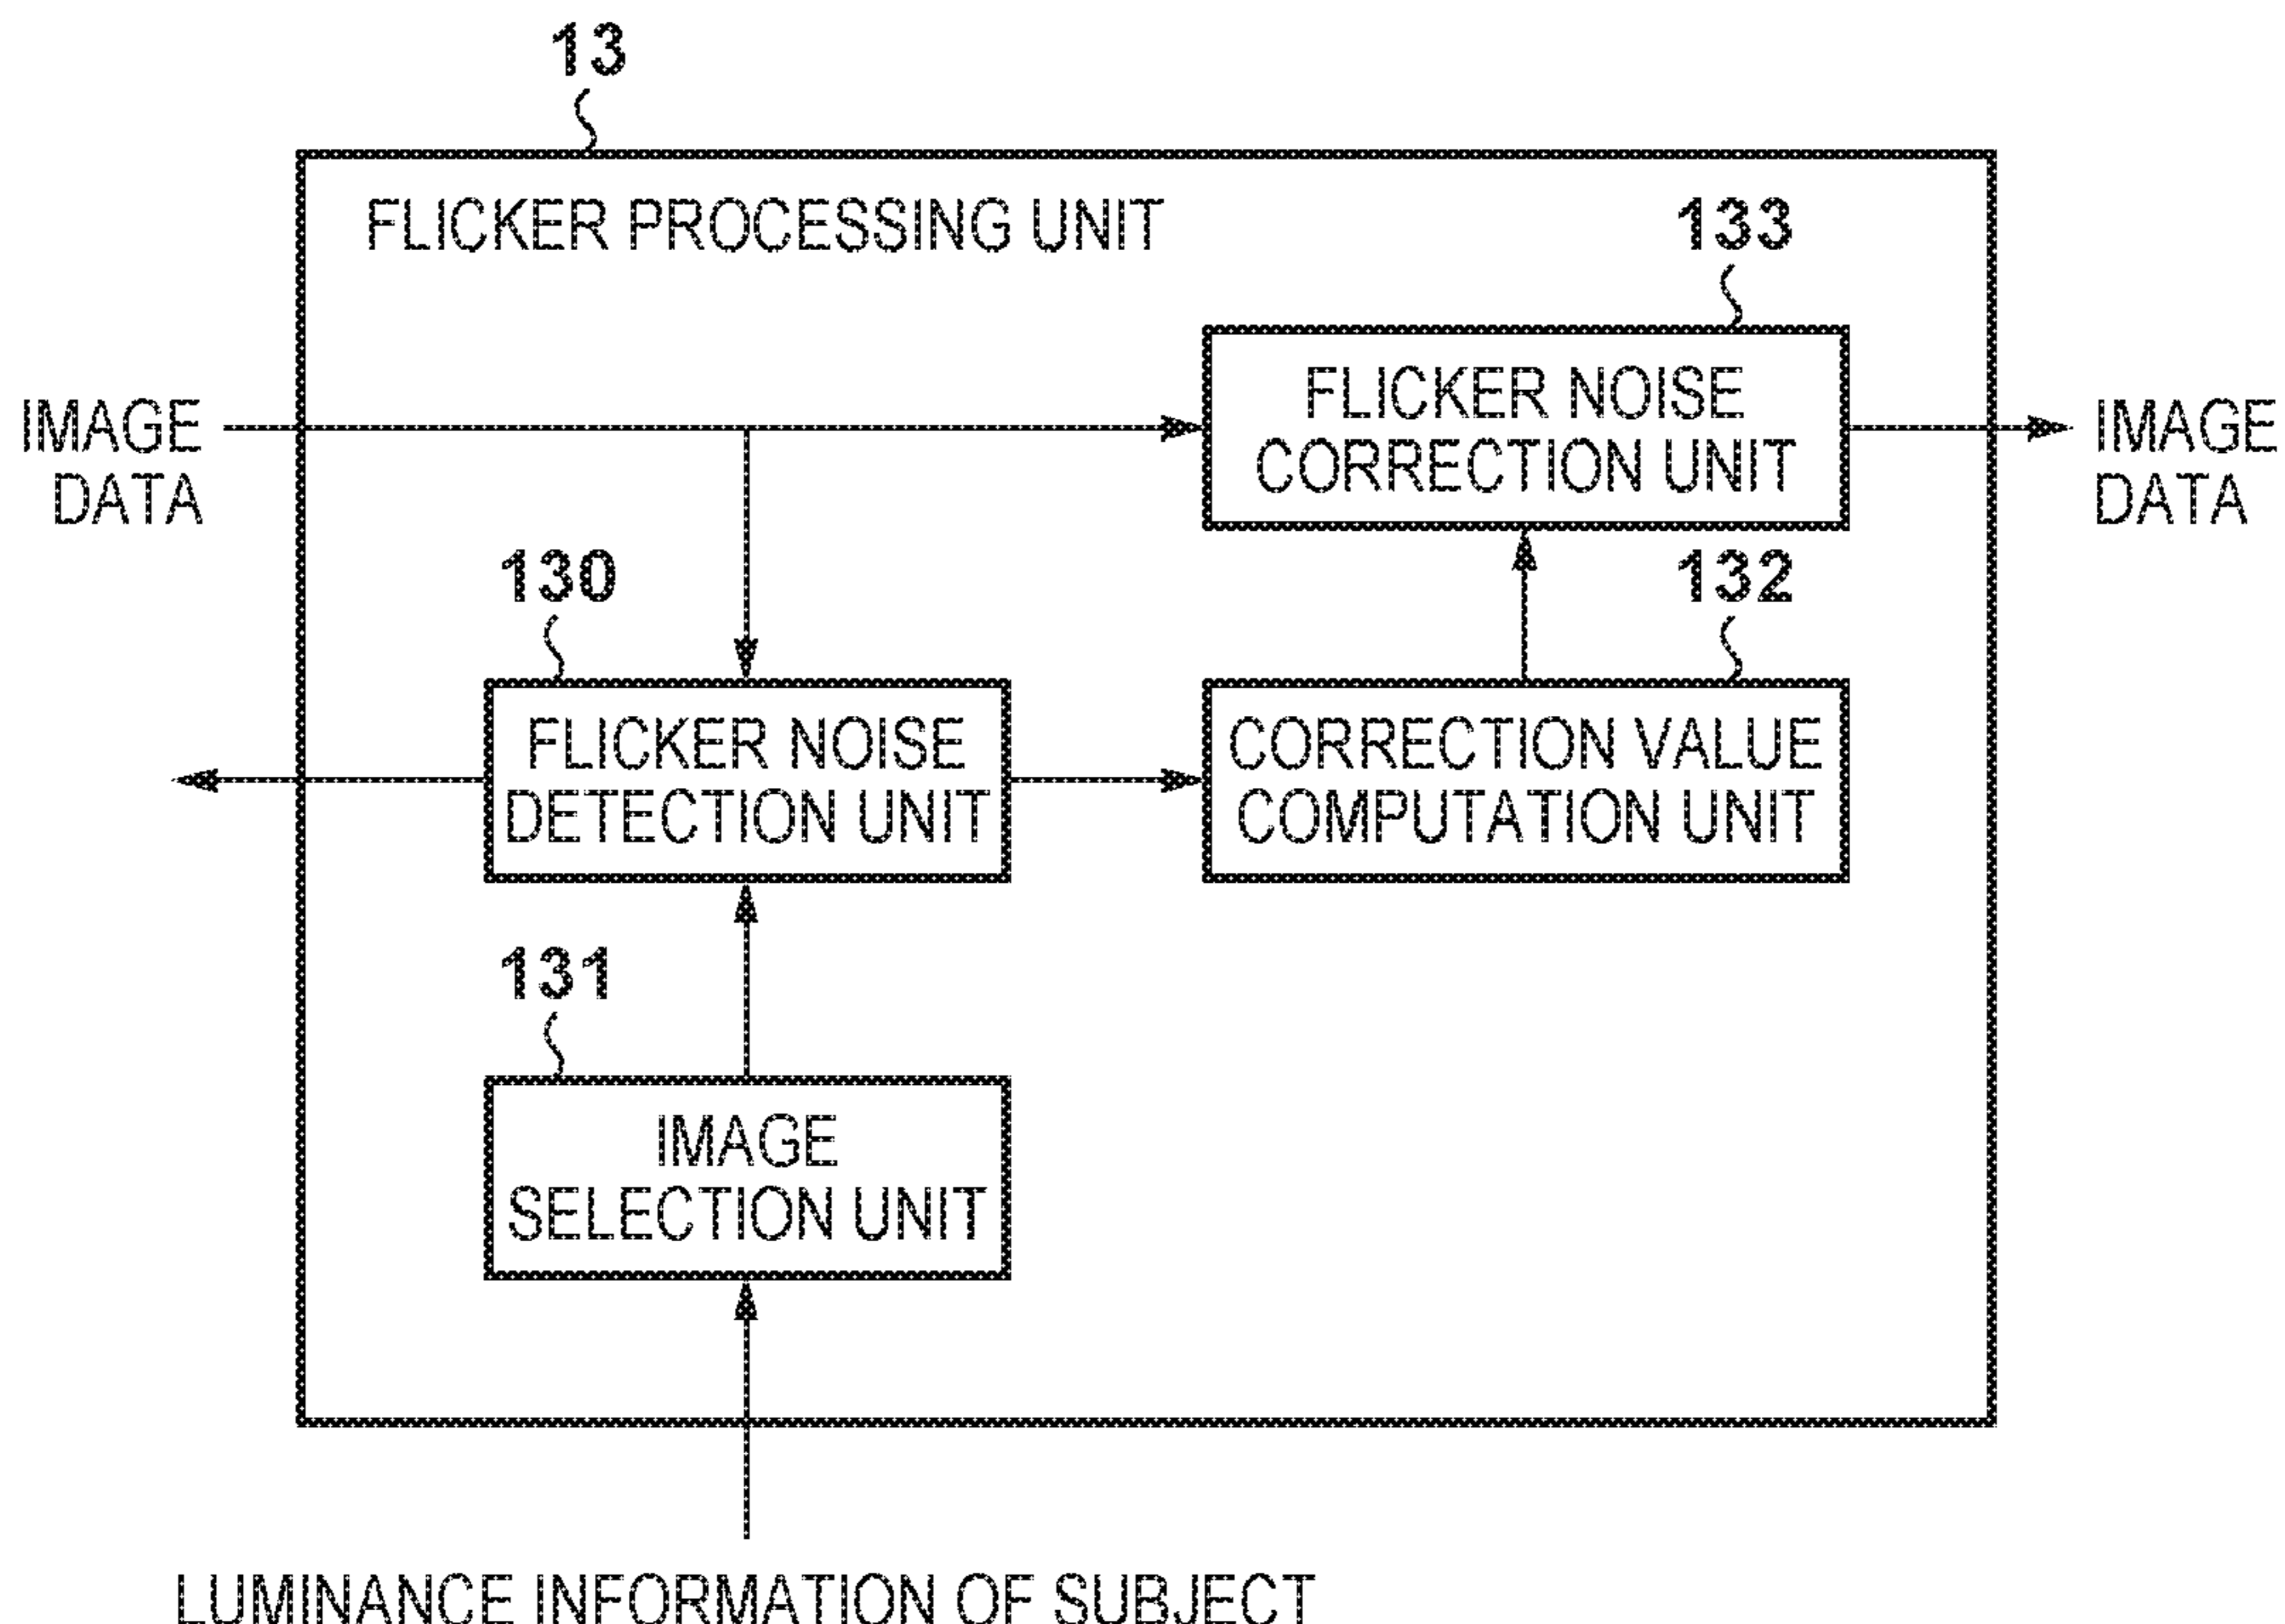 13
FLICKER PROCESSING UNIT
133
IMAGE
DATA
FLICKER NOISE
CORRECTION UNIT
IMAGE
DATA
130
132
FLICKER NOISE
DETECTION UNIT
CORRECTION VALUE
COMPUTATION UNIT
131
IMAGE
SELECTION UNIT
LUMINANCE INFORMATION OF SUBJECT